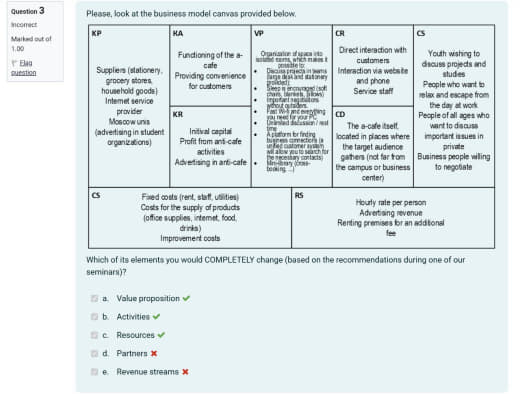 Question 3
Incorrect
Marked out of
1.00
Flag
question
Please, look at the business model canvas provided below.
KP
Suppliers (stationery,
grocery stores,
household goods)
Internet service
provider
Moscow unis
(advertising in student
organizations)
KA
Functioning of the a-
cafe
Providing convenience
for customers
KR
Initival capital
Profit from anti-cafe
activities
Advertising in anti-cafe
VP
Organization of space into
isolated rooms, which makes it
possible to:
• Discuss projects in teams
(large desk and stationery
provided);
• Sleep is encouraged (soft
chairs, blankets, pillows)
• Important negotiations
without outsiders.
• Fast Wi-fi and everything
you need for your PC
• Unlimited discussion / rest
time
• A platform for finding
business connections (a
unified customer system
will allow you to search for
the necessary contacts)
• Mini-library (cross-
booking, ...)
CR
Direct interaction with
customers
Interaction via website
and phone
Service staff
CD
The a-cafe itself,
located in places where
the target audience
gathers (not far from
the campus or business
center)
CS
Youth wishing to
discuss projects and
studies
People who want to
relax and escape from
the day at work
People of all ages who
want to discuss
important issues in
private
Business people willing
to negotiate
CS
Fixed costs (rent, staff, utilities)
Costs for the supply of products
(office supplies, internet, food,
drinks)
Improvement costs
RS
Hourly rate per person
Advertising revenue
Renting premises for an additional
fee
Which of its elements you would COMPLETELY change (based on the recommendations during one of our
seminars)?
a. Value proposition ✔
b. Activities ✔
c. Resources ✔
d. Partners ✖
e. Revenue streams ✖